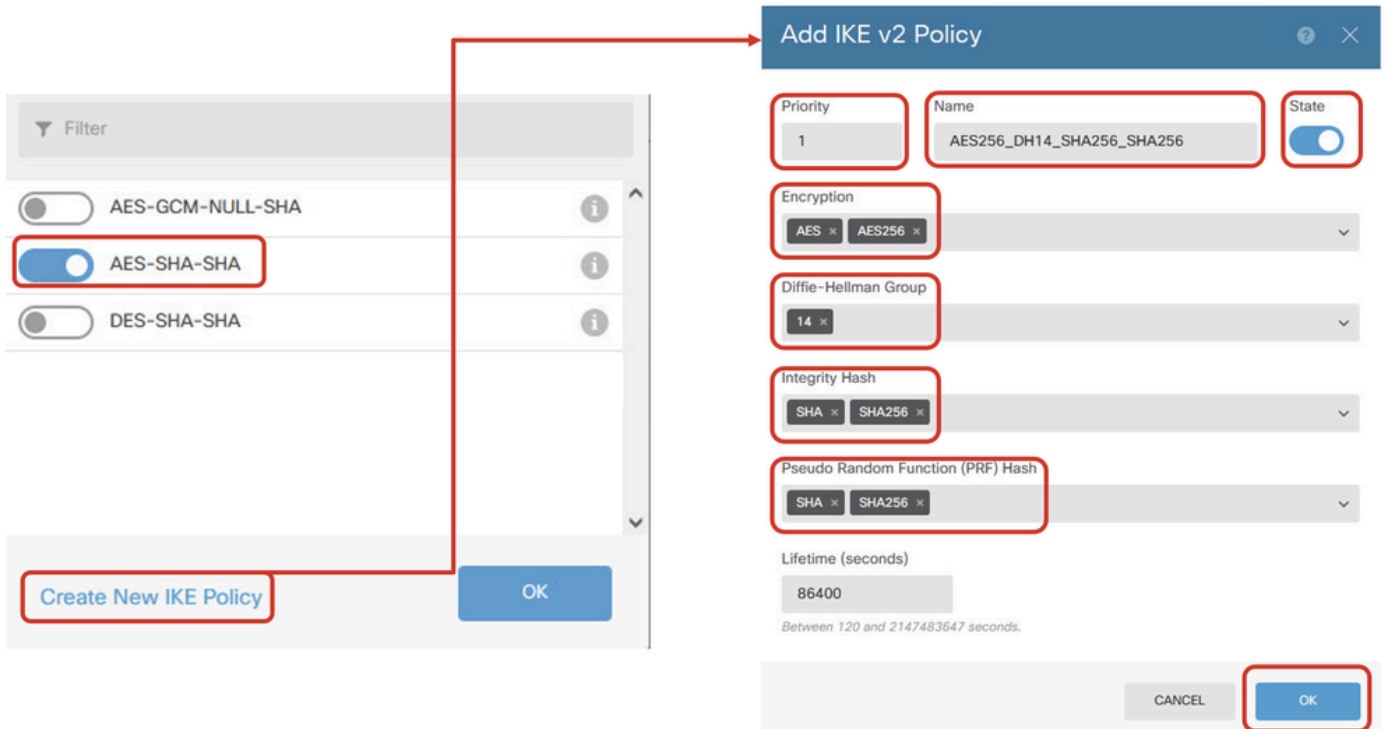 Filter
AES-GCM-NULL-SHA
AES-SHA-SHA
DES-SHA-SHA
Create New IKE Policy
OK
Add IKE v2 Policy
Priority Name State
1 AES256_DH14_SHA256_SHA256
Encryption
AES × AES256 ×
Diffie-Hellman Group
14 ×
Integrity Hash
SHA × SHA256 ×
Pseudo Random Function (PRF) Hash
SHA × SHA256 ×
Lifetime (seconds)
86400
Between 120 and 2147483647 seconds.
CANCEL OK